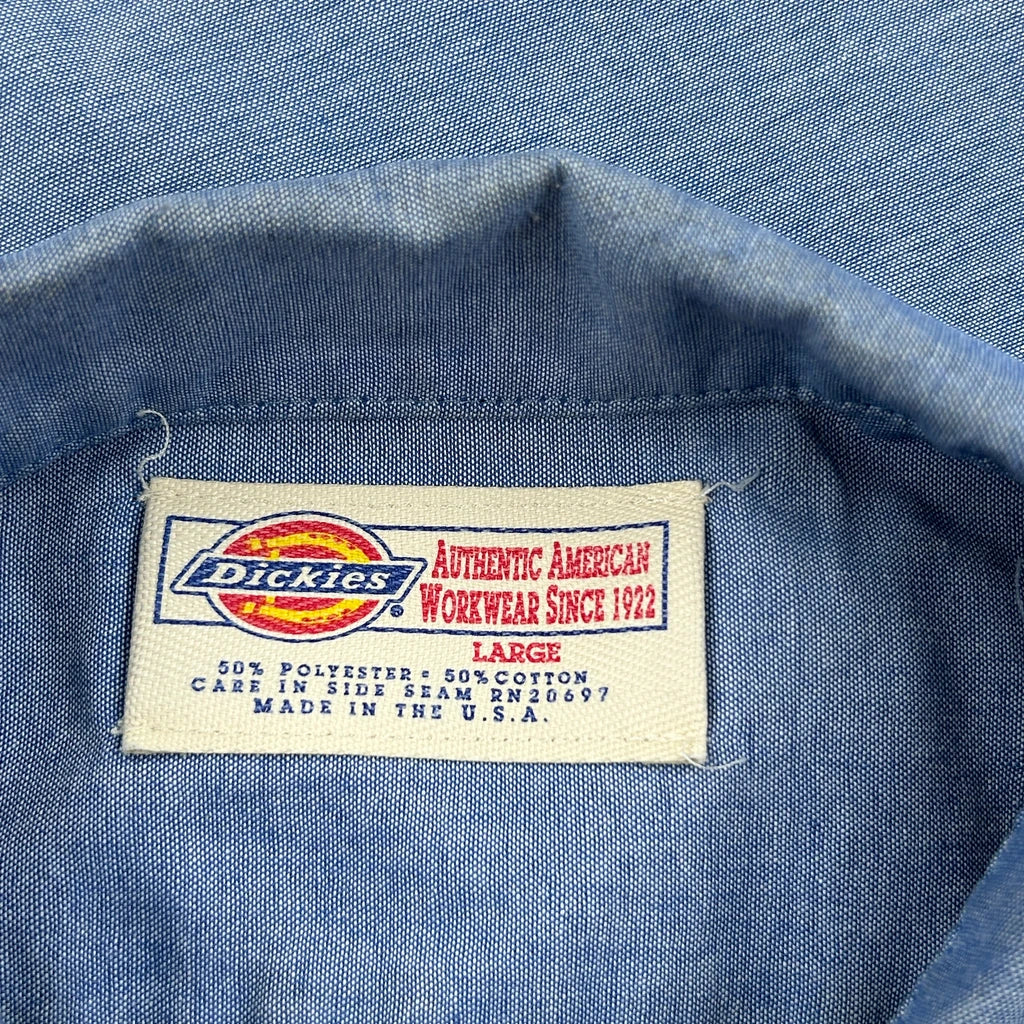 Dickies®
AUTHENTIC AMERICAN
WORKWEAR SINCE 1922
LARGE
50% POLYESTER - 50% COTTON
CARE IN SIDE SEAM RN20697
MADE IN THE U.S.A.